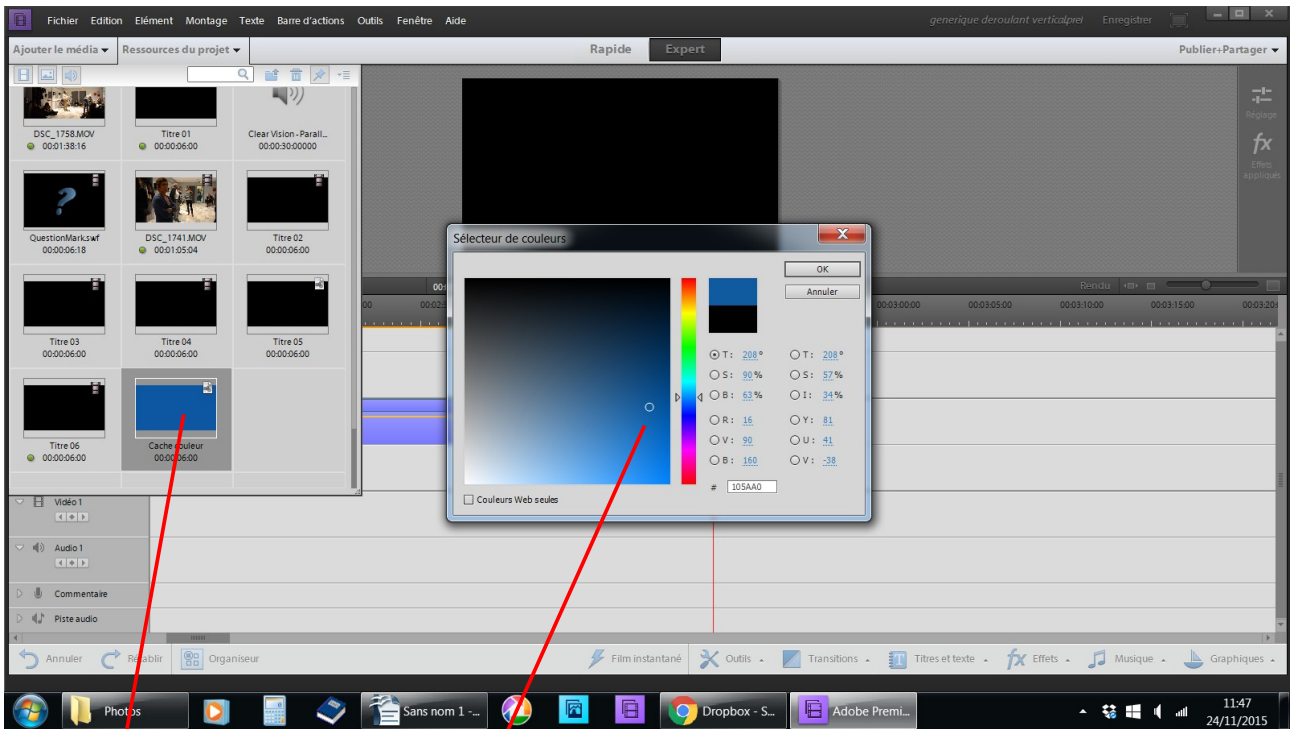 Fichier Edition Elément Montage Texte Barre d'actions Outils Fenêtre Aide
generique deroulant verticalprel Enregistrer
Ajouter le média Ressources du projet
Rapide Expert
Publier+Partager
DSC_1758.MOV Titre 01 Clear Vision - Parall...
00:01:38:16 00:00:06:00 00:00:30:00000
QuestionMark.swf DSC_1741.MOV Titre 02
00:00:06:18 00:01:05:04 00:00:06:00
Titre 03 Titre 04 Titre 05
00:00:06:00 00:00:06:00 00:00:06:00
Titre 06 Cache couleur
00:00:06:00 00:00:06:00
Réglage
fx
Effets
appliqués
Sélecteur de couleurs
OK
Annuler
T: 208° T: 208°
S: 90% S: 57%
B: 63% I: 34%
R: 16 Y: 81
V: 90 U: 41
B: 160 V: -38
# 105AA0
Couleurs Web seules
Rendu
00:03:00:00 00:03:05:00 00:03:10:00 00:03:15:00
Vidéo 1
Audio 1
Commentaire
Piste audio
Annuler Rétablir Organiseur Film instantané Outils Transitions Titres et texte fx Effets Musique Graphiques
Photos Sans nom 1 -... Dropbox - S... Adobe Premi...
11:47
24/11/2015